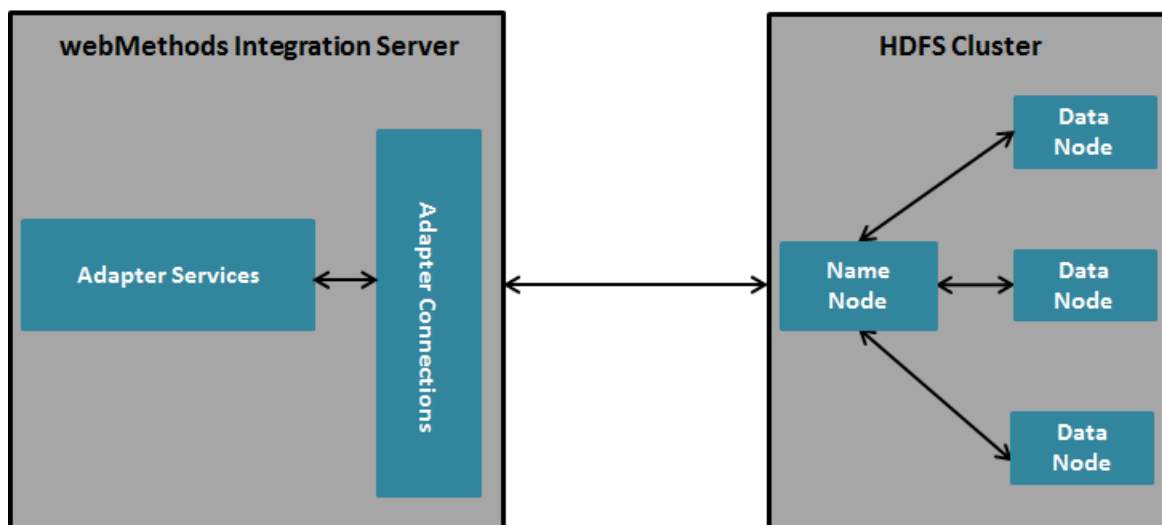 webMethods Integration Server
Adapter Services
Adapter Connections
HDFS Cluster
Data
Node
Name
Node
Data
Node
Data
Node